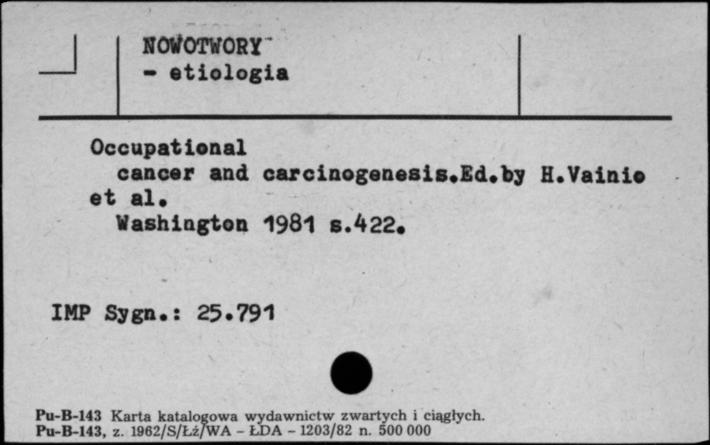 NOWOTWORY
- etiologia
Occupational
cancer and carcinogenesis.Ed.by H.Vainio
et al.
Washington 1981 s.422.
IMP Sygn.: 25.791
Pu-B-143 Karta katalogowa wydawnictw zwartych i ciągłych.
Pu-B-143, z. 1962/S/Łż/WA - ŁDA - 1203/82 n. 500 000